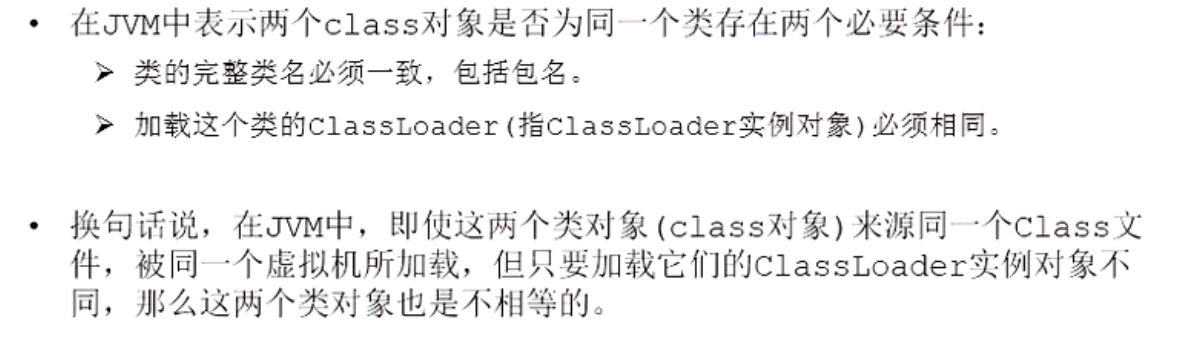 • 在JVM中表示两个class对象是否为同一个类存在两个必要条件：
➢ 类的完整类名必须一致，包括包名。
➢ 加载这个类的ClassLoader(指ClassLoader实例对象)必须相同。
• 换句话说，在JVM中，即使这两个类对象(class对象)来源同一个Class文
件，被同一个虚拟机所加载，但只要加载它们的ClassLoader实例对象不
同，那么这两个类对象也是不相等的。